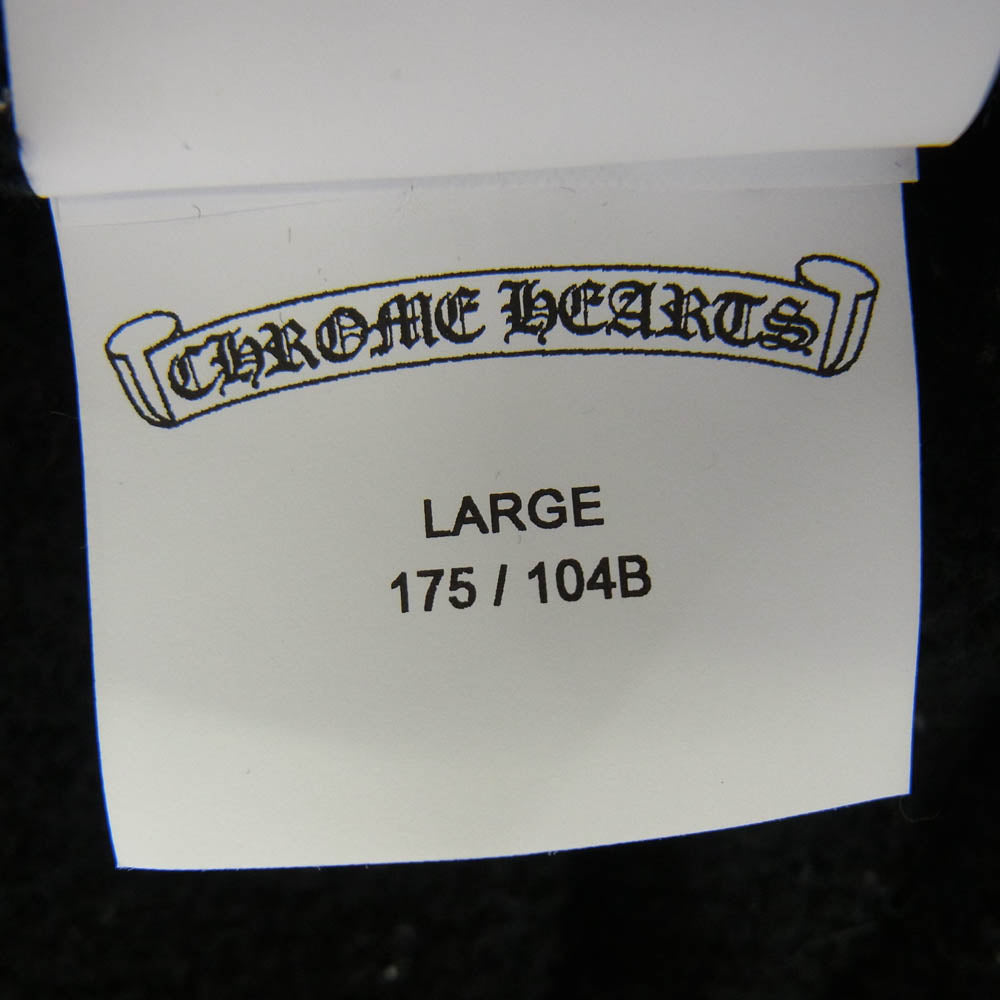 CHROME HEARTS
LARGE
175 / 104B